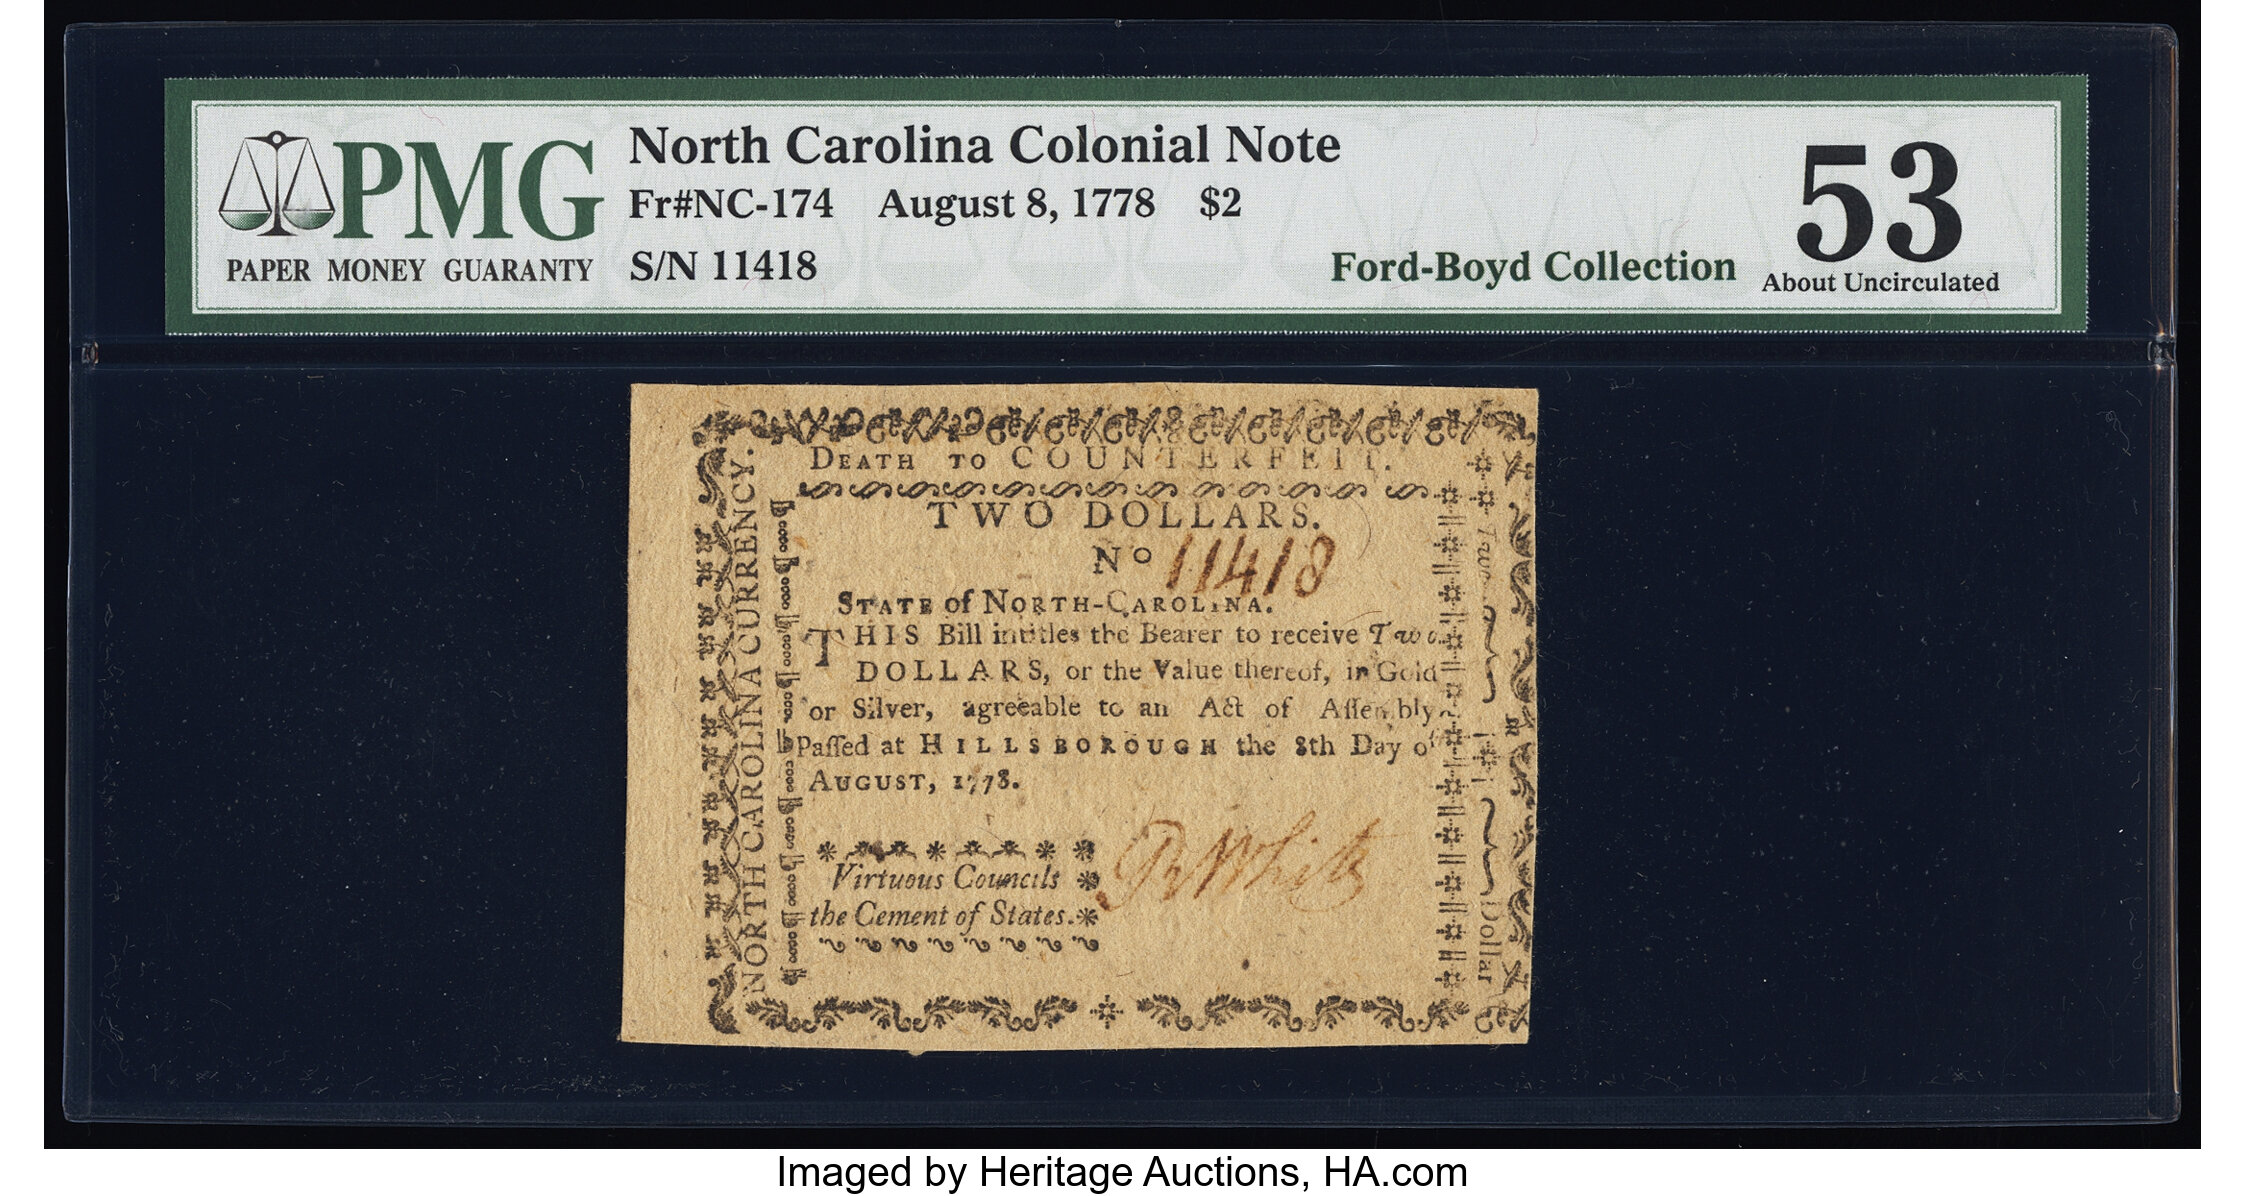 PMG
PAPER MONEY GUARANTY
North Carolina Colonial Note
Fr#NC-174 August 8, 1778 $2
S/N 11418
Ford-Boyd Collection
53
About Uncirculated
DEATH TO COUNTERFEIT.
TWO DOLLARS.
No 11418
STATE of NORTH-CAROLINA.
THIS Bill intitles the Bearer to receive Two
DOLLARS, or the Value thereof, in Gold
or Silver, agreeable to an Act of Aſſembly
Paſſed at HILLSBOROUGH the 8th Day of
AUGUST, 1778.
Virtuous Councils
the Cement of States.
NORTH CAROLINA CURRENCY.
Two
Dollar
White
Imaged by Heritage Auctions, HA.com